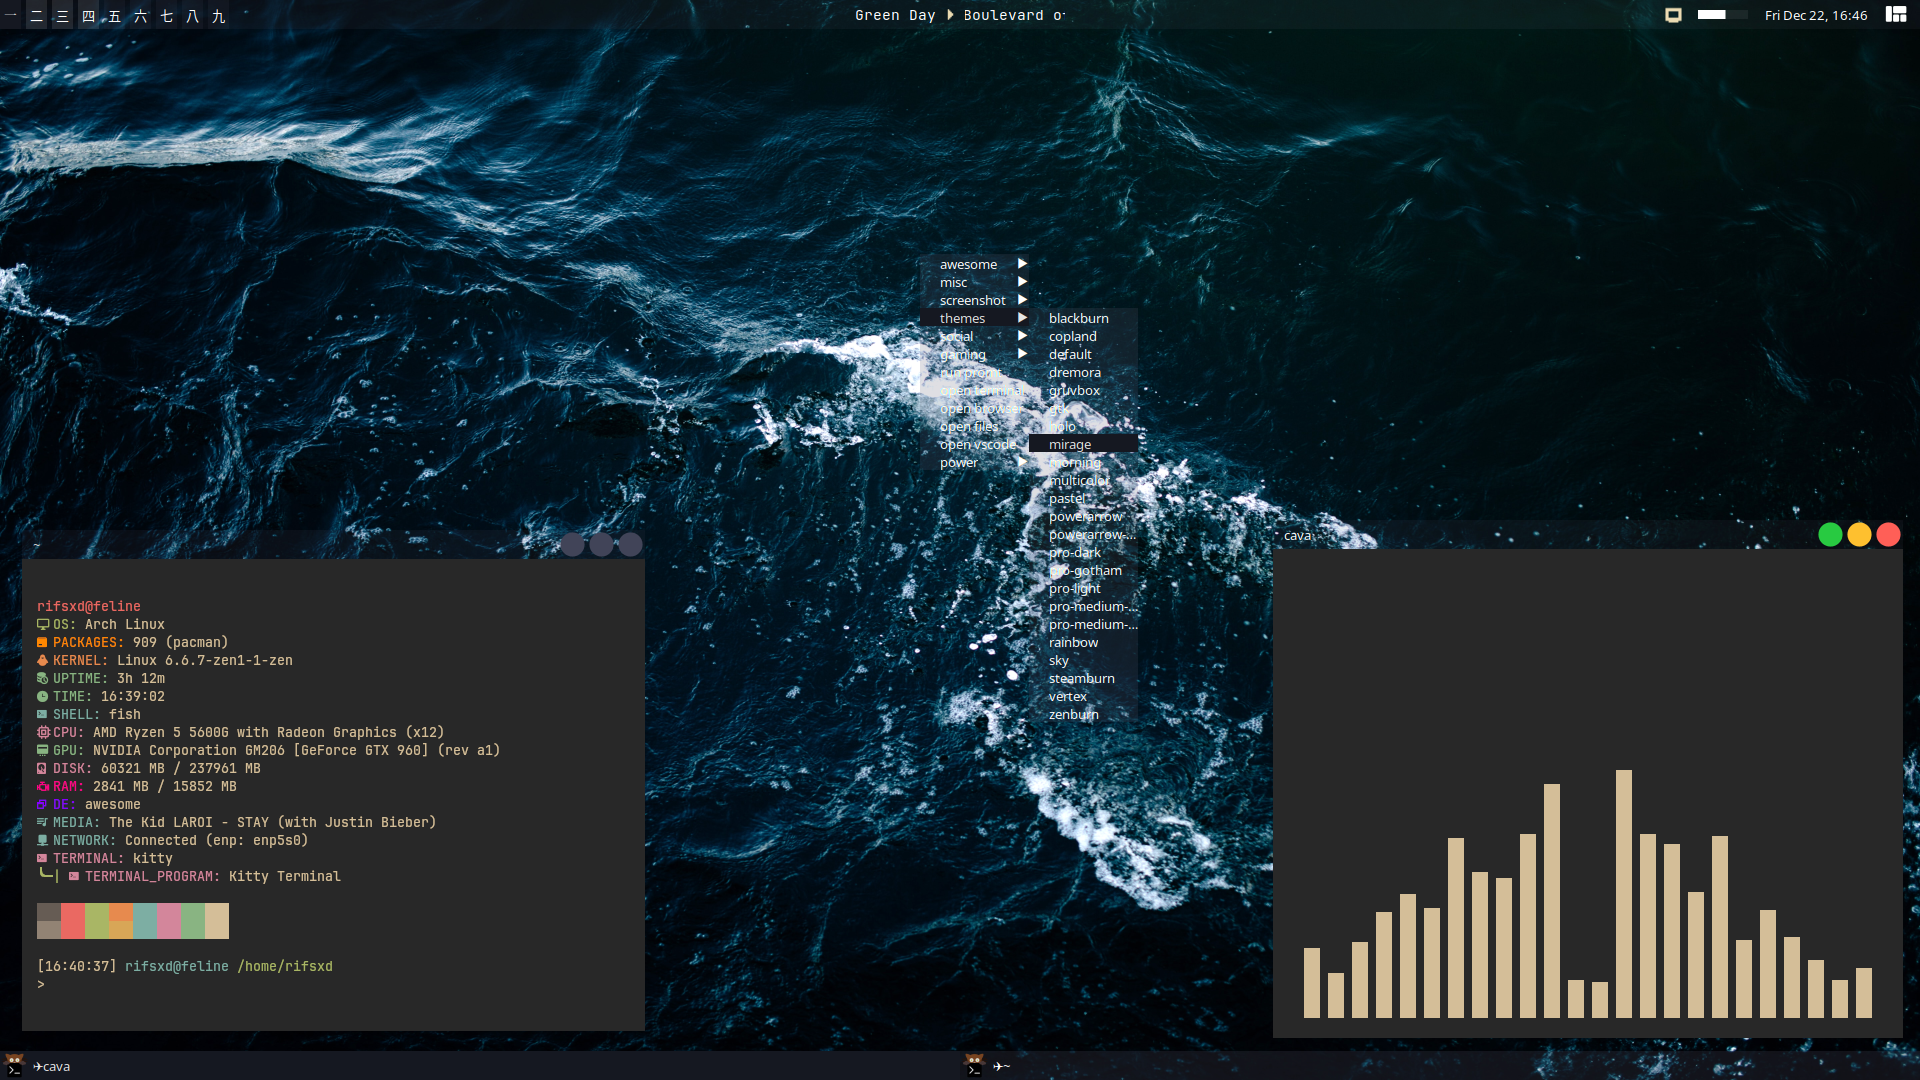 一 二 三 四 五 六 七 八 九
Green Day Boulevard o
Fri Dec 22, 16:46
awesome
misc
screenshot
themes
social
gaming
run prompt
open terminal
open browser
open files
open vscode
power
blackburn
copland
default
dremora
gruvbox
holo
mirage
morning
multicolor
pastel
powerarrow
powerarrow-...
pro-dark
pro-gotham
pro-light
pro-medium-...
pro-medium-...
rainbow
sky
steamburn
vertex
zenburn
~
rifsxd@feline
OS: Arch Linux
PACKAGES: 909 (pacman)
KERNEL: Linux 6.6.7-zen1-1-zen
UPTIME: 3h 12m
TIME: 16:39:02
SHELL: fish
CPU: AMD Ryzen 5 5600G with Radeon Graphics (x12)
GPU: NVIDIA Corporation GM206 [GeForce GTX 960] (rev a1)
DISK: 60321 MB / 237961 MB
RAM: 2841 MB / 15852 MB
DE: awesome
MEDIA: The Kid LAROI - STAY (with Justin Bieber)
NETWORK: Connected (enp: enp5s0)
TERMINAL: kitty
TERMINAL_PROGRAM: Kitty Terminal
[16:40:37] rifsxd@feline /home/rifsxd
>
cava
✈cava
✈~